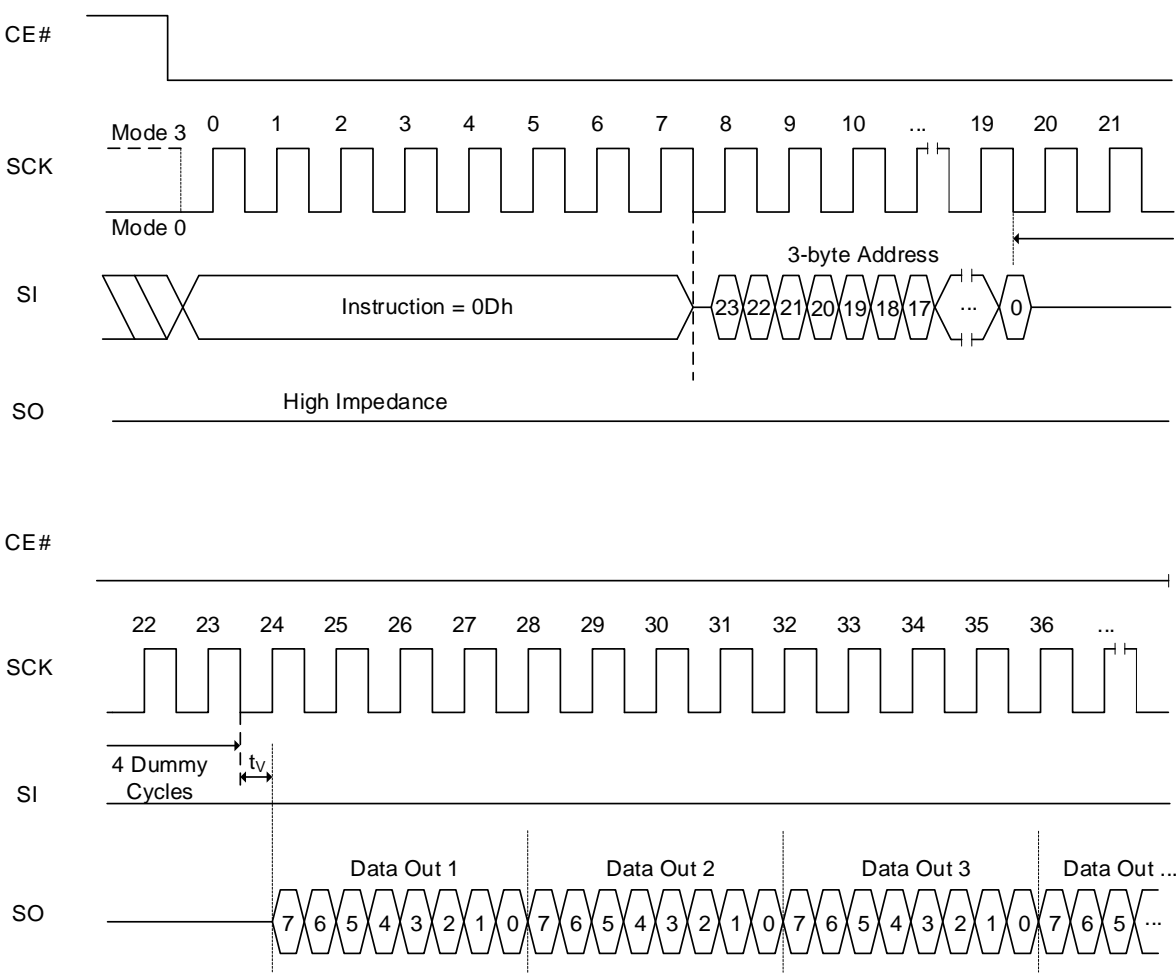 CE#
Mode 3 0 1 2 3 4 5 6 7 8 9 10 ... 19 20 21
SCK
Mode 0
3-byte Address
SI
Instruction = 0Dh 23 22 21 20 19 18 17 ... 0
High Impedance
SO
CE#
22 23 24 25 26 27 28 29 30 31 32 33 34 35 36 ...
SCK
4 Dummy
Cycles
tV
SI
Data Out 1 Data Out 2 Data Out 3 Data Out ...
SO
7 6 5 4 3 2 1 0 7 6 5 4 3 2 1 0 7 6 5 4 3 2 1 0 7 6 5 ...